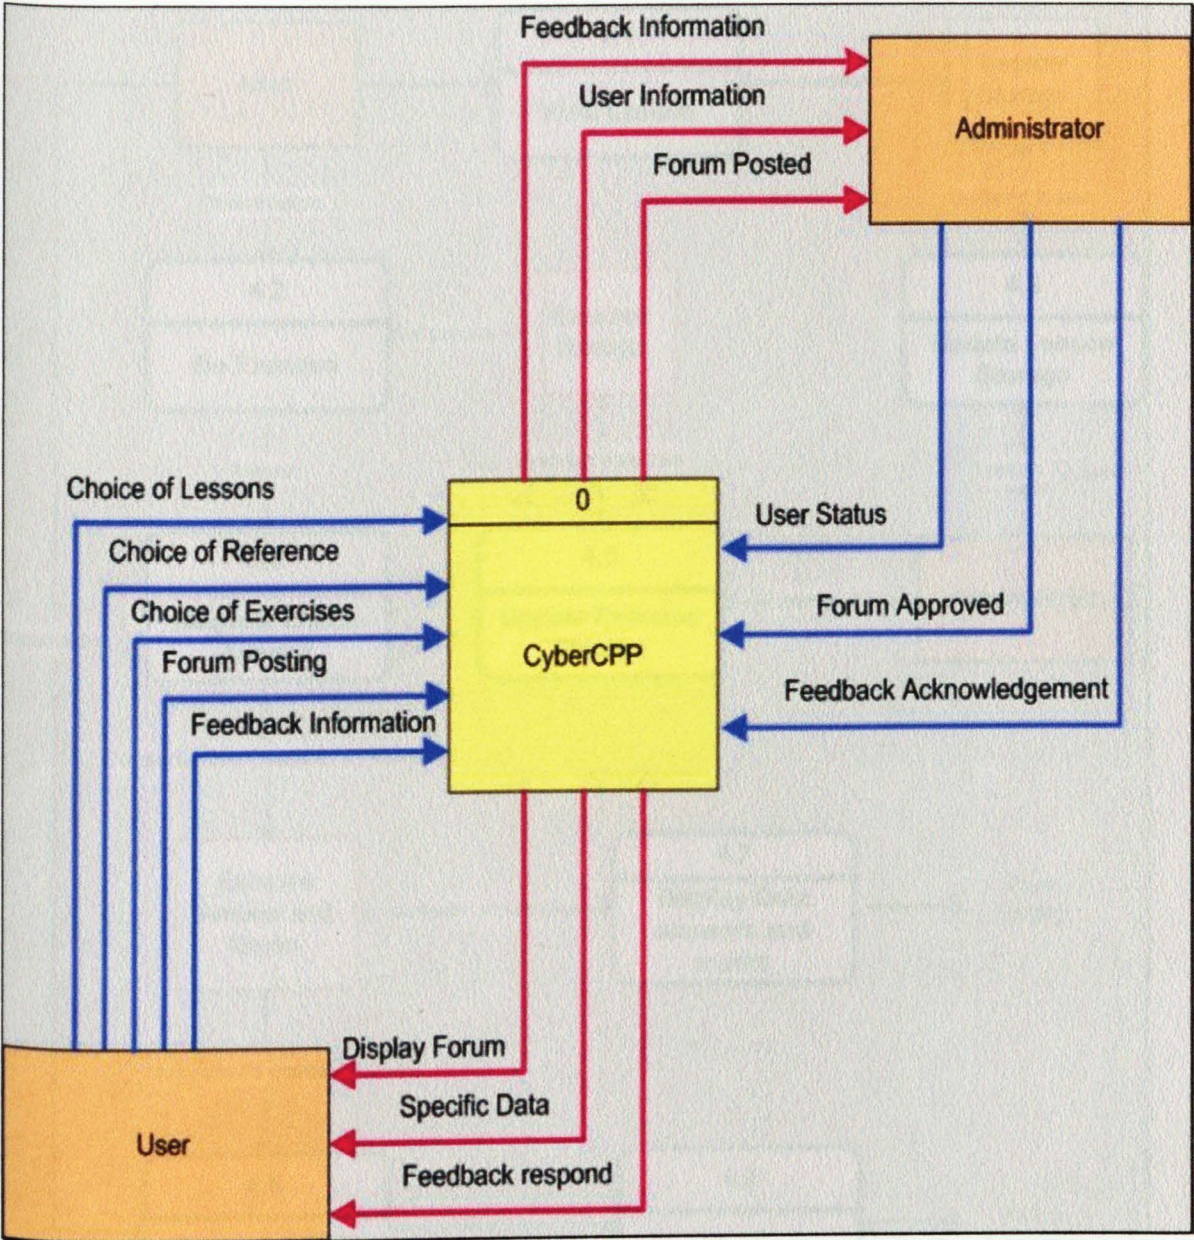 Feedback Information
User Information
Administrator
Forum Posted
Choice of Lessons
0
User Status
Choice of Reference
Choice of Exercises
Forum Approved
CyberCPP
Forum Posting
Feedback Acknowledgement
Feedback Information
Display Forum
Specific Data
User
Feedback respond